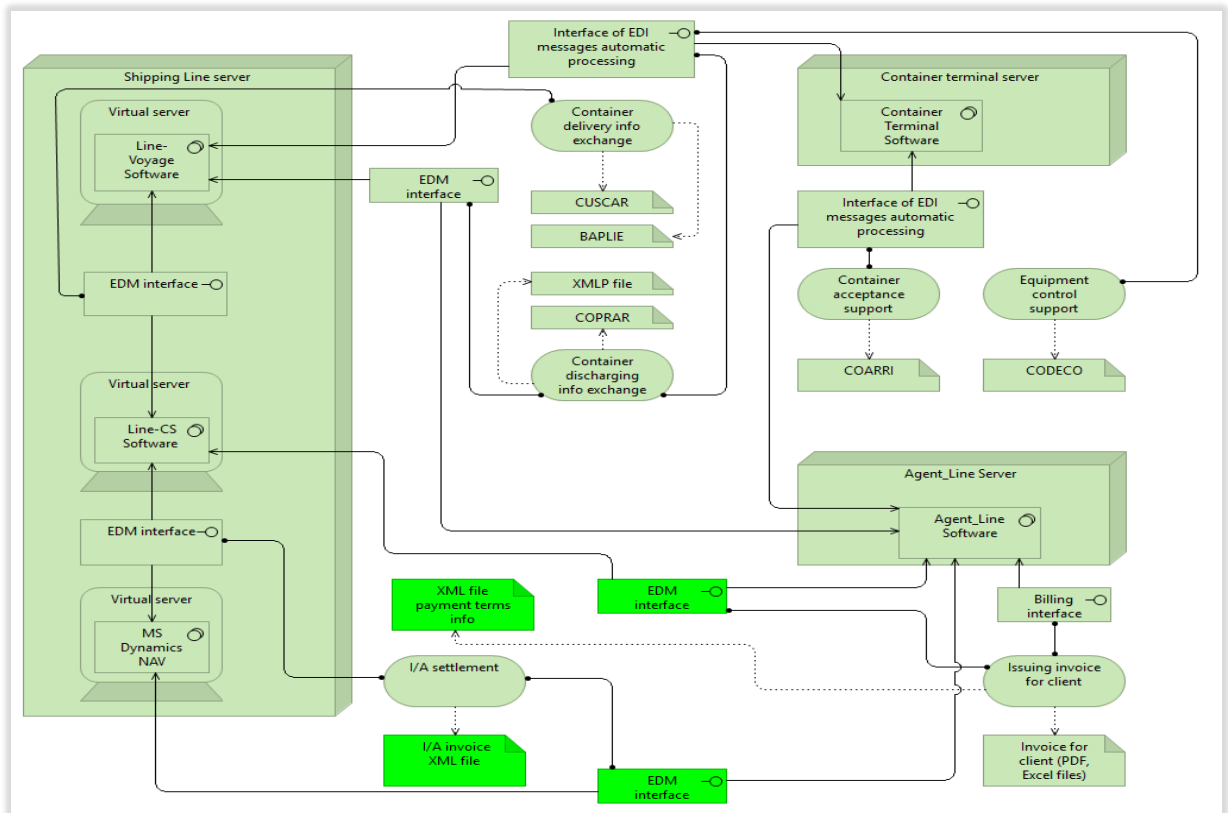 Interface of EDI
messages automatic
processing
Shipping Line server
Container terminal server
Virtual server
Line-
Voyage
Software
Container
delivery info
exchange
Container
Terminal
Software
EDM
interface
CUSCAR
BAPLIE
Interface of EDI
messages automatic
processing
EDM interface
XMLP file
COPRAR
Container
acceptance
support
Equipment
control
support
Container
discharging
info exchange
COARRI
CODECO
Virtual server
Line-CS
Software
Agent_Line Server
Agent_Line
Software
EDM interface
XML file
payment terms
info
EDM
interface
Billing
interface
Virtual server
MS
Dynamics
NAV
I/A settlement
Issuing invoice
for client
I/A invoice
XML file
Invoice for
client (PDF,
Excel files)
EDM
interface